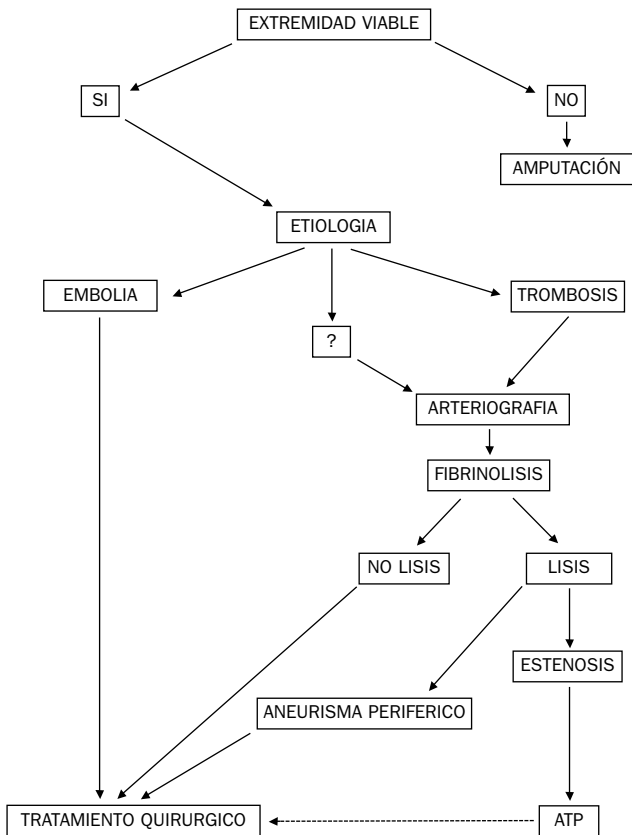 EXTREMIDAD VIABLE
SI
NO
AMPUTACIÓN
ETIOLOGIA
EMBOLIA
TROMBOSIS
?
ARTERIOGRAFIA
FIBRINOLISIS
NO LISIS
LISIS
ESTENOSIS
ANEURISMA PERIFERICO
TRATAMIENTO QUIRURGICO
ATP